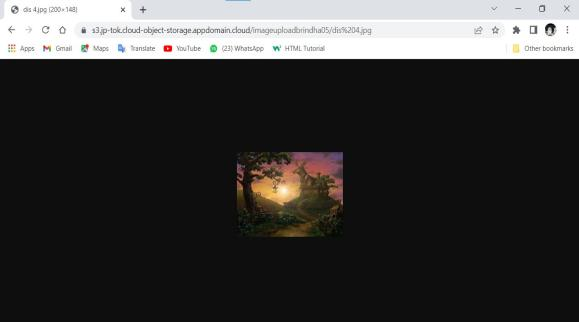 dis 4.jpg (200×148)
s3.jp-tok.cloud-object-storage.appdomain.cloud/imageuploadbrindha05/dis%204.jpg
Apps Gmail Maps Translate YouTube (23) WhatsApp HTML Tutorial Other bookmarks